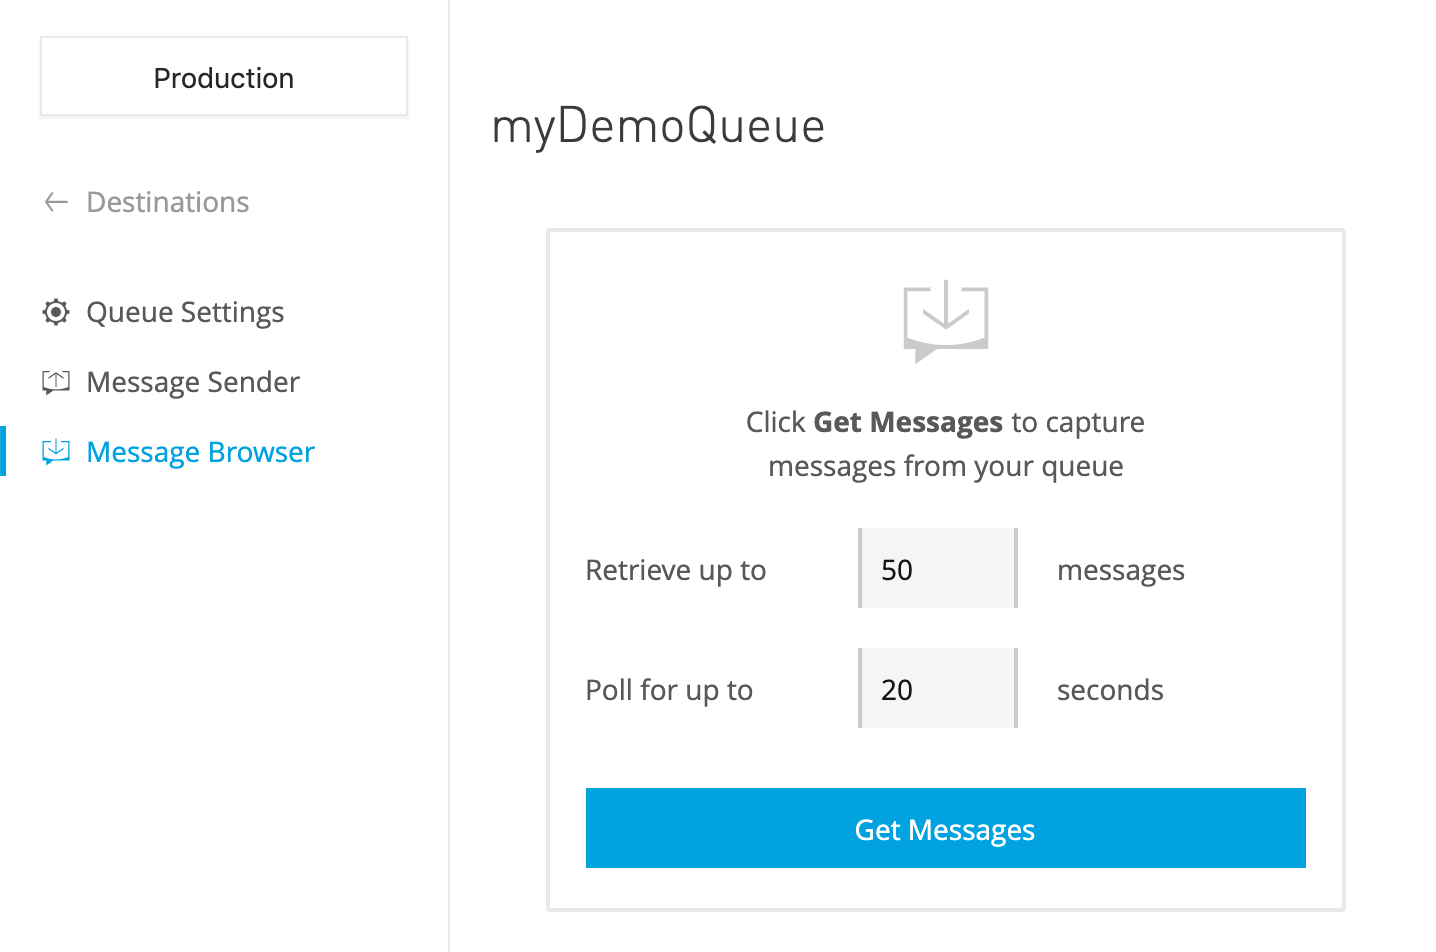 Production
Destinations
Queue Settings
Message Sender
Message Browser
myDemoQueue
Click Get Messages to capture
messages from your queue
Retrieve up to 50 messages
Poll for up to 20 seconds
Get Messages